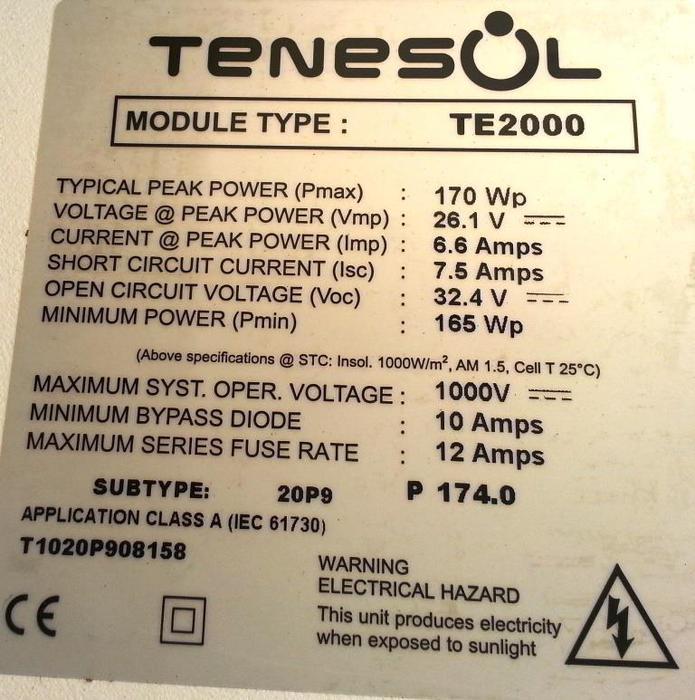 TENESOL
MODULE TYPE : TE2000
TYPICAL PEAK POWER (Pmax) : 170 Wp
VOLTAGE @ PEAK POWER (Vmp) : 26.1 V
CURRENT @ PEAK POWER (Imp) : 6.6 Amps
SHORT CIRCUIT CURRENT (Isc) : 7.5 Amps
OPEN CIRCUIT VOLTAGE (Voc) : 32.4 V
MINIMUM POWER (Pmin) : 165 Wp
(Above specifications @ STC: Insol. 1000W/m², AM 1.5, Cell T 25°C)
MAXIMUM SYST. OPER. VOLTAGE : 1000V
MINIMUM BYPASS DIODE : 10 Amps
MAXIMUM SERIES FUSE RATE : 12 Amps
SUBTYPE: 20P9 P 174.0
APPLICATION CLASS A (IEC 61730)
T1020P908158
WARNING
ELECTRICAL HAZARD
This unit produces electricity
when exposed to sunlight
CE